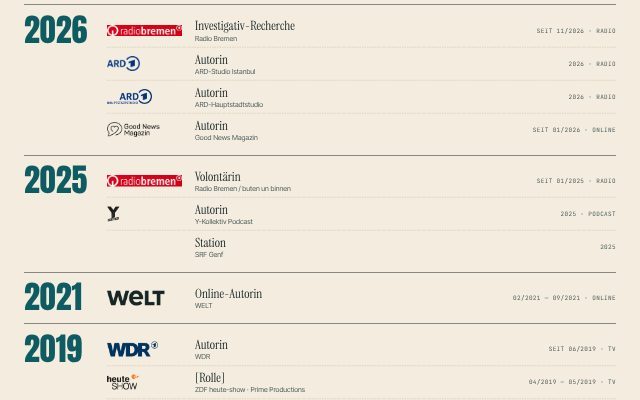 2026
radiobremen
Investigativ-Recherche
Radio Bremen
SEIT 11/2026 · RADIO
ARD
Autorin
ARD-Studio Istanbul
2026 · RADIO
ARD
Autorin
ARD-Hauptstadtstudio
2026 · RADIO
Good News
Magazin
Autorin
Good News Magazin
SEIT 01/2026 · ONLINE
2025
radiobremen
Volontärin
Radio Bremen / buten un binnen
SEIT 01/2025 · RADIO
Y
Autorin
Y-Kollektiv Podcast
2025 · PODCAST
Station
SRF Genf
2025
2021
WELT
Online-Autorin
WELT
02/2021 – 09/2021 · ONLINE
2019
WDR
Autorin
WDR
SEIT 06/2019 · TV
heute
SHOW
[Rolle]
ZDF heute-show · Prime Productions
04/2019 – 05/2019 · TV